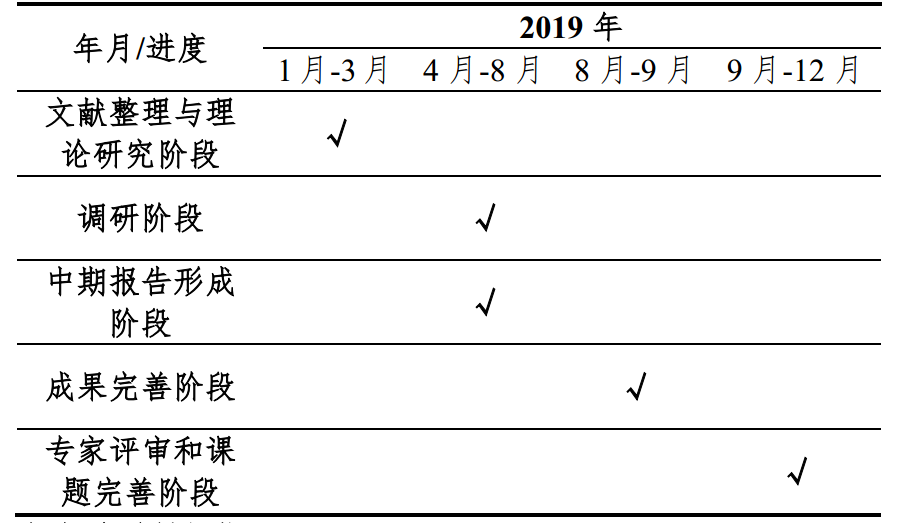 年月/进度
2019 年
1 月-3 月 4 月-8 月 8 月-9 月 9 月-12 月
文献整理与理
论研究阶段
√
调研阶段
√
中期报告形成
阶段
√
成果完善阶段
√
专家评审和课
题完善阶段
√